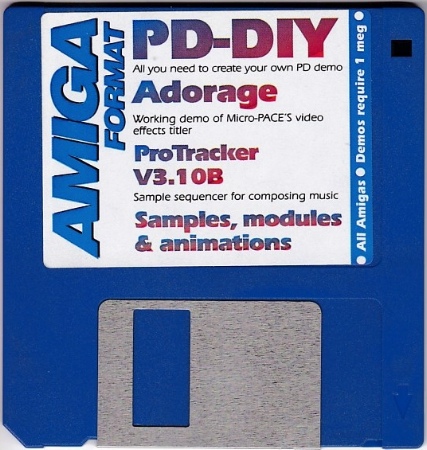 AMIGA
FORMAT
PD-DIY
All you need to create your own PD demo
Adorage
Working demo of Micro-PACE'S video
effects titler
ProTracker
V3.10B
Sample sequencer for composing music
Samples, modules
& animations
● All Amigas ● Demos require 1 meg ●